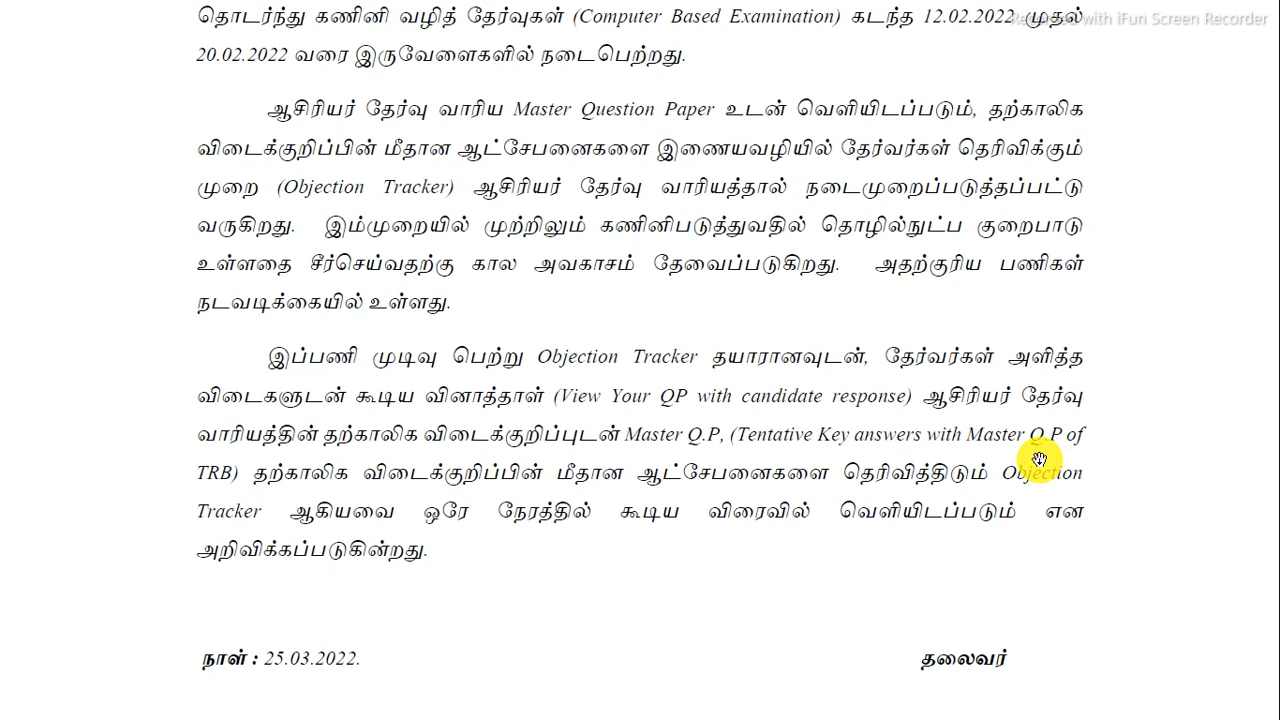 தொடர்ந்து கணினி வழித் தேர்வுகள் (Computer Based Examination) கடந்த 12.02.2022 முதல்
Recorded with iFun Screen Recorder
20.02.2022 வரை இருவேளைகளில் நடைபெற்றது.
ஆசிரியர் தேர்வு வாரிய Master Question Paper உடன் வெளியிடப்படும், தற்காலிக
விடைக்குறிப்பின் மீதான ஆட்சேபனைகளை இணையவழியில் தேர்வர்கள் தெரிவிக்கும்
முறை (Objection Tracker) ஆசிரியர் தேர்வு வாரியத்தால் நடைமுறைப்படுத்தப்பட்டு
வருகிறது. இம்முறையில் முற்றிலும் கணினிபடுத்துவதில் தொழில்நுட்ப குறைபாடு
உள்ளதை சீர்செய்வதற்கு கால அவகாசம் தேவைப்படுகிறது. அதற்குரிய பணிகள்
நடவடிக்கையில் உள்ளது.
இப்பணி முடிவு பெற்று Objection Tracker தயாரானவுடன், தேர்வர்கள் அளித்த
விடைகளுடன் கூடிய வினாத்தாள் (View Your QP with candidate response) ஆசிரியர் தேர்வு
வாரியத்தின் தற்காலிக விடைக்குறிப்புடன் Master Q.P, (Tentative Key answers with Master Q.P of
TRB) தற்காலிக விடைக்குறிப்பின் மீதான ஆட்சேபனைகளை தெரிவித்திடும் Objection
Tracker ஆகியவை ஒரே நேரத்தில் கூடிய விரைவில் வெளியிடப்படும் என
அறிவிக்கப்படுகின்றது.
நாள் : 25.03.2022. தலைவர்